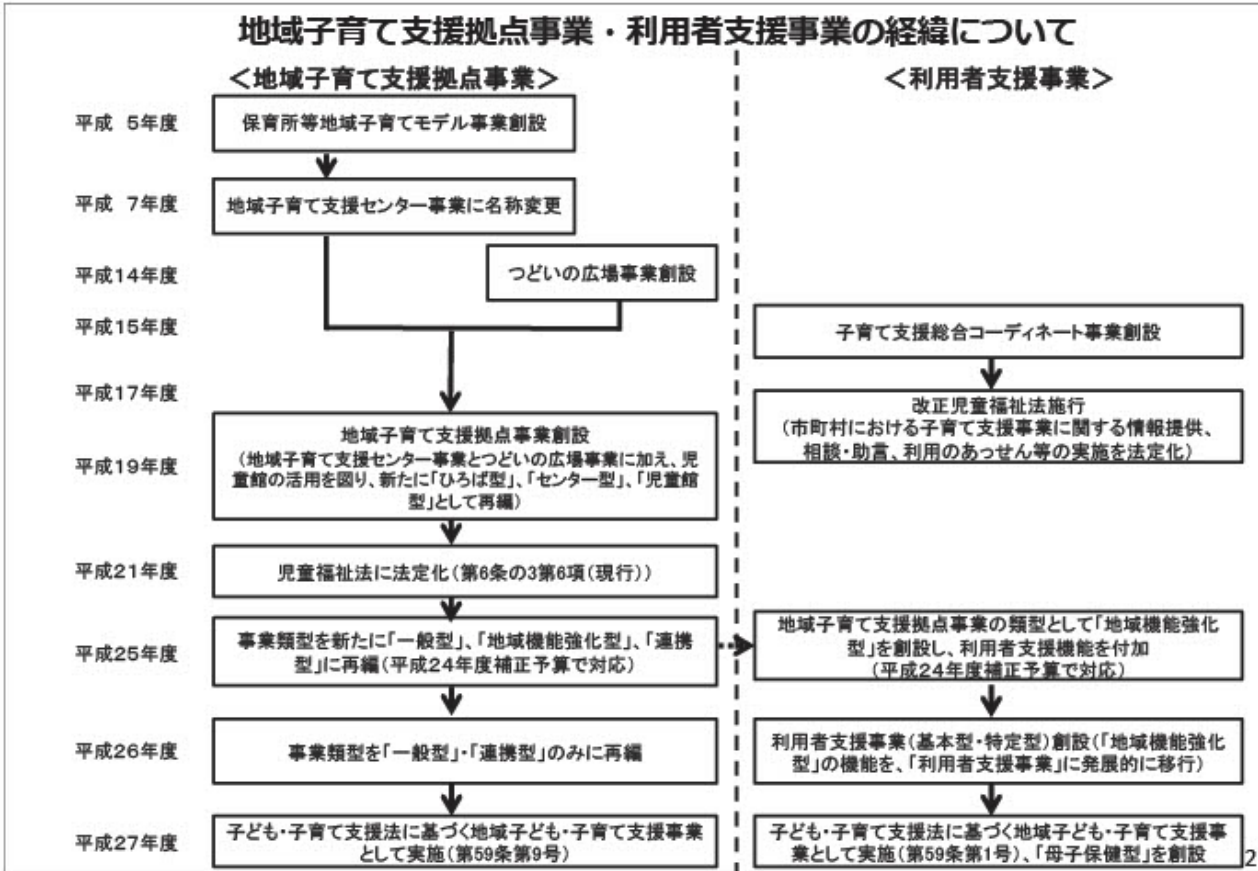 地域子育て支援拠点事業・利用者支援事業の経緯について
＜地域子育て支援拠点事業＞
＜利用者支援事業＞
平成 5年度
保育所等地域子育てモデル事業創設
平成 7年度
地域子育て支援センター事業に名称変更
平成14年度
つどいの広場事業創設
平成15年度
子育て支援総合コーディネート事業創設
平成17年度
改正児童福祉法施行
（市町村における子育て支援事業に関する情報提供、
相談・助言、利用のあっせん等の実施を法定化）
平成19年度
地域子育て支援拠点事業創設
（地域子育て支援センター事業とつどいの広場事業に加え、児
童館の活用を図り、新たに「ひろば型」、「センター型」、「児童館
型」として再編）
平成21年度
児童福祉法に法定化（第6条の3第6項（現行））
平成25年度
事業類型を新たに「一般型」、「地域機能強化型」、「連携
型」に再編（平成24年度補正予算で対応）
地域子育て支援拠点事業の類型として「地域機能強化
型」を創設し、利用者支援機能を付加
（平成24年度補正予算で対応）
平成26年度
事業類型を「一般型」・「連携型」のみに再編
利用者支援事業（基本型・特定型）創設（「地域機能強化
型」の機能を、「利用者支援事業」に発展的に移行）
平成27年度
子ども・子育て支援法に基づく地域子ども・子育て支援事業
として実施（第59条第9号）
子ども・子育て支援法に基づく地域子ども・子育て支援事
業として実施（第59条第1号）、「母子保健型」を創設
2